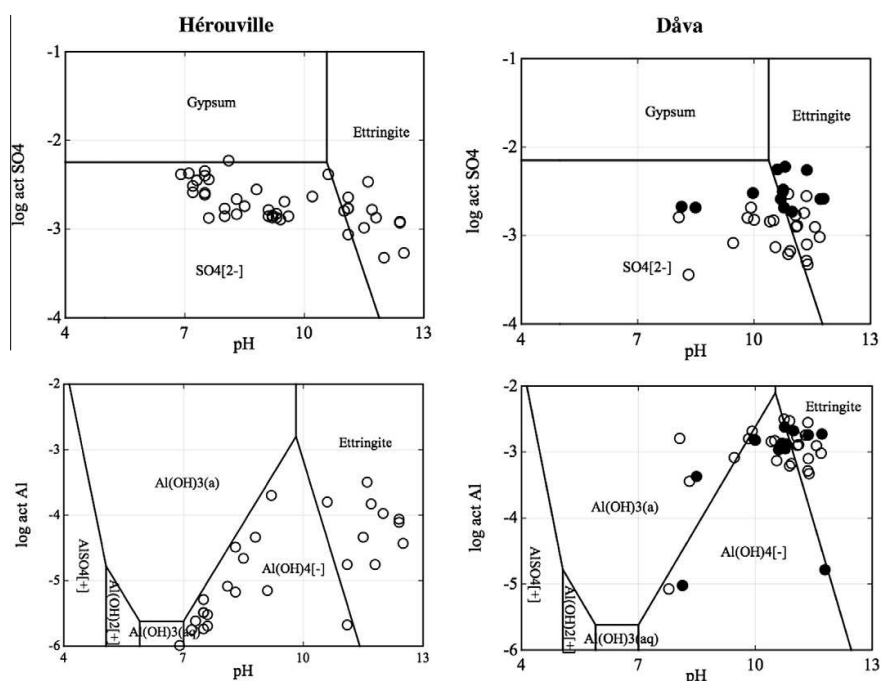 Hérouville
Dåva
-1
Gypsum
Ettringite
-2
log act SO4
-3
SO4[2-]
-4
4
7
10
13
pH
-1
Gypsum
Ettringite
-2
log act SO4
-3
SO4[2-]
-4
4
7
10
13
pH
-2
Ettringite
-3
Al(OH)3(a)
log act Al
-4
Al(OH)4[-]
-5
AlSO4[+]
Al(OH)2[+]
Al(OH)3(aq)
-6
4
7
10
13
pH
-2
Ettringite
-3
Al(OH)3(a)
log act Al
-4
Al(OH)4[-]
-5
AlSO4[+]
Al(OH)2[+]
Al(OH)3(aq)
-6
4
7
10
13
pH